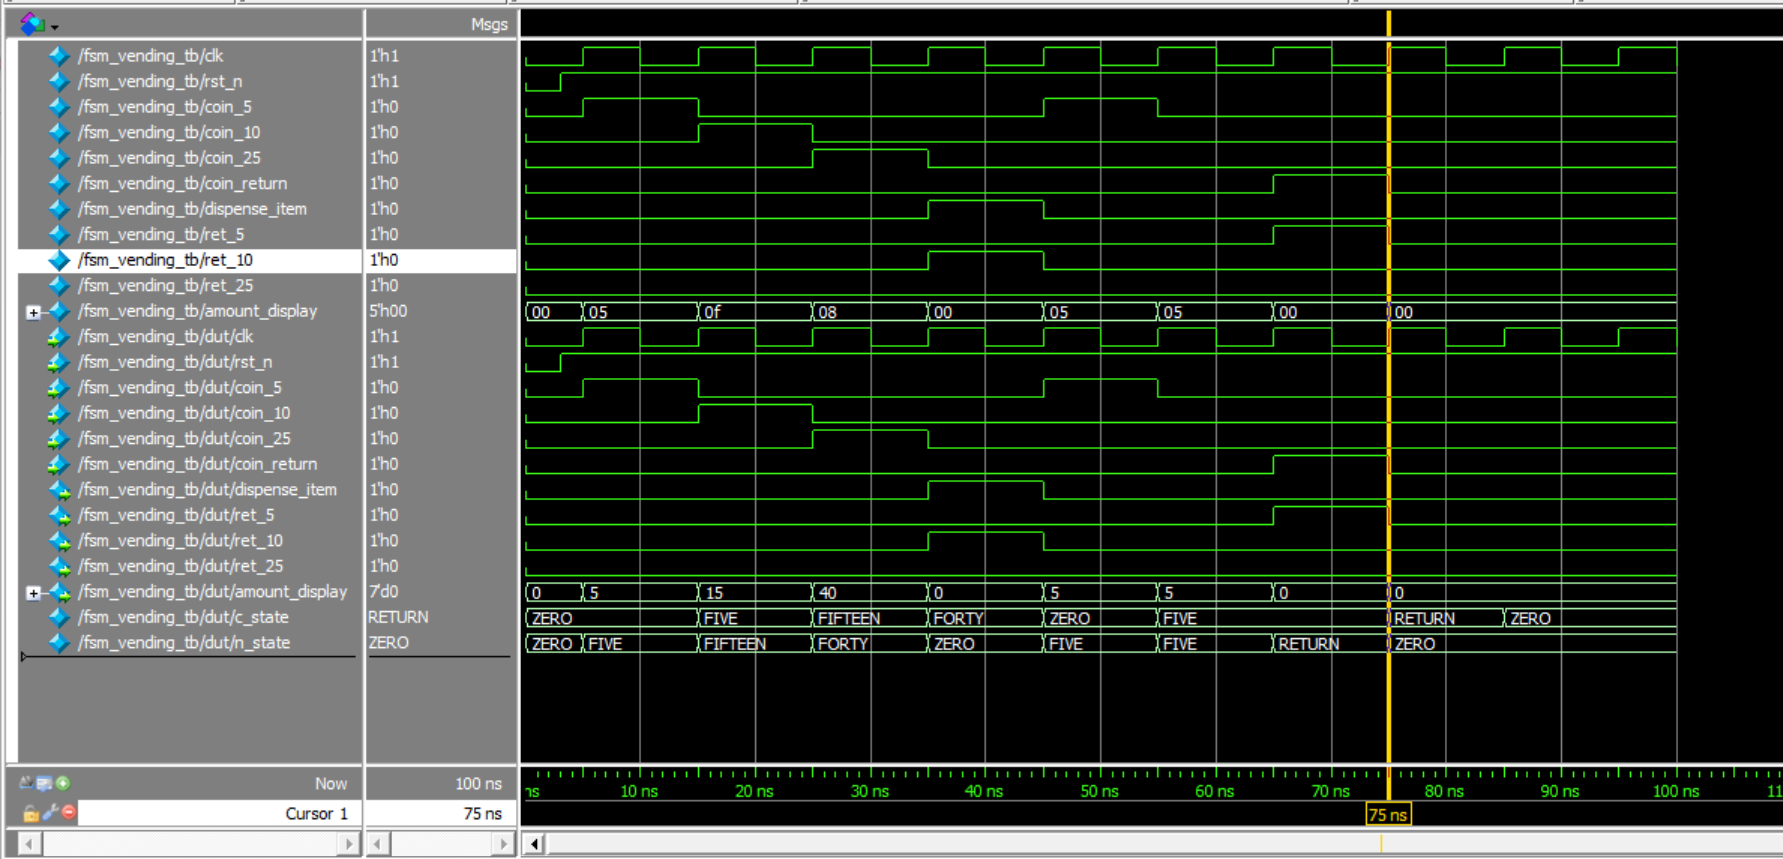 Msgs
/fsm_vending_tb/clk 1'h1
/fsm_vending_tb/rst_n 1'h1
/fsm_vending_tb/coin_5 1'h0
/fsm_vending_tb/coin_10 1'h0
/fsm_vending_tb/coin_25 1'h0
/fsm_vending_tb/coin_return 1'h0
/fsm_vending_tb/dispense_item 1'h0
/fsm_vending_tb/ret_5 1'h0
/fsm_vending_tb/ret_10 1'h0
/fsm_vending_tb/ret_25 1'h0
/fsm_vending_tb/amount_display 5'h00 00 05 0f 08 00 05 05 00 00
/fsm_vending_tb/dut/clk 1'h1
/fsm_vending_tb/dut/rst_n 1'h1
/fsm_vending_tb/dut/coin_5 1'h0
/fsm_vending_tb/dut/coin_10 1'h0
/fsm_vending_tb/dut/coin_25 1'h0
/fsm_vending_tb/dut/coin_return 1'h0
/fsm_vending_tb/dut/dispense_item 1'h0
/fsm_vending_tb/dut/ret_5 1'h0
/fsm_vending_tb/dut/ret_10 1'h0
/fsm_vending_tb/dut/ret_25 1'h0
/fsm_vending_tb/dut/amount_display 7'd0 0 5 15 40 0 5 5 0 0
/fsm_vending_tb/dut/c_state RETURN ZERO FIVE FIFTEEN FORTY ZERO FIVE RETURN ZERO
/fsm_vending_tb/dut/n_state ZERO ZERO FIVE FIFTEEN FORTY ZERO FIVE FIVE RETURN ZERO
Now 100 ns ns 10 ns 20 ns 30 ns 40 ns 50 ns 60 ns 70 ns 80 ns 90 ns 100 ns 11
Cursor 1 75 ns 75 ns